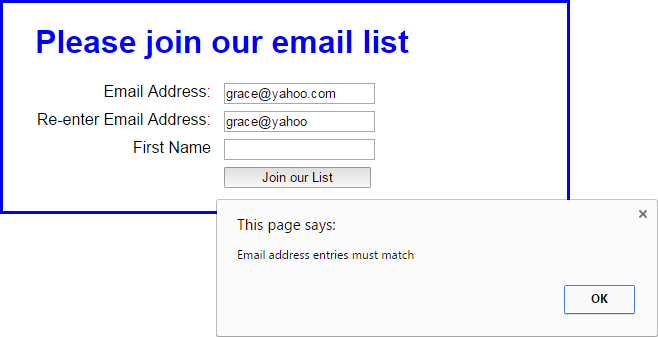 Please join our email list
Email Address: grace@yahoo.com
Re-enter Email Address: grace@yahoo
First Name
Join our List
This page says:
Email address entries must match
OK